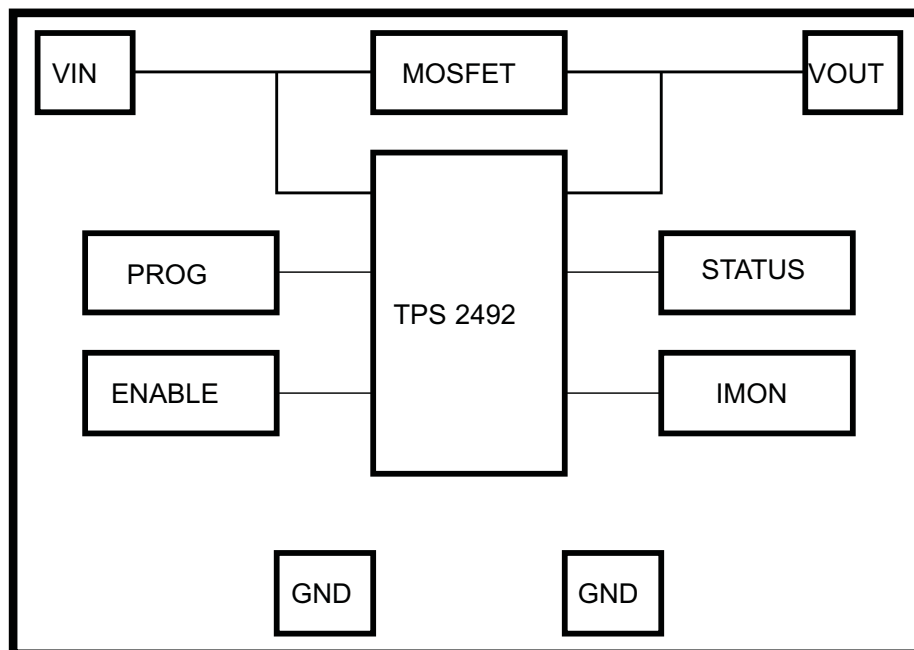 VIN
MOSFET
VOUT
PROG
STATUS
TPS 2492
ENABLE
IMON
GND
GND